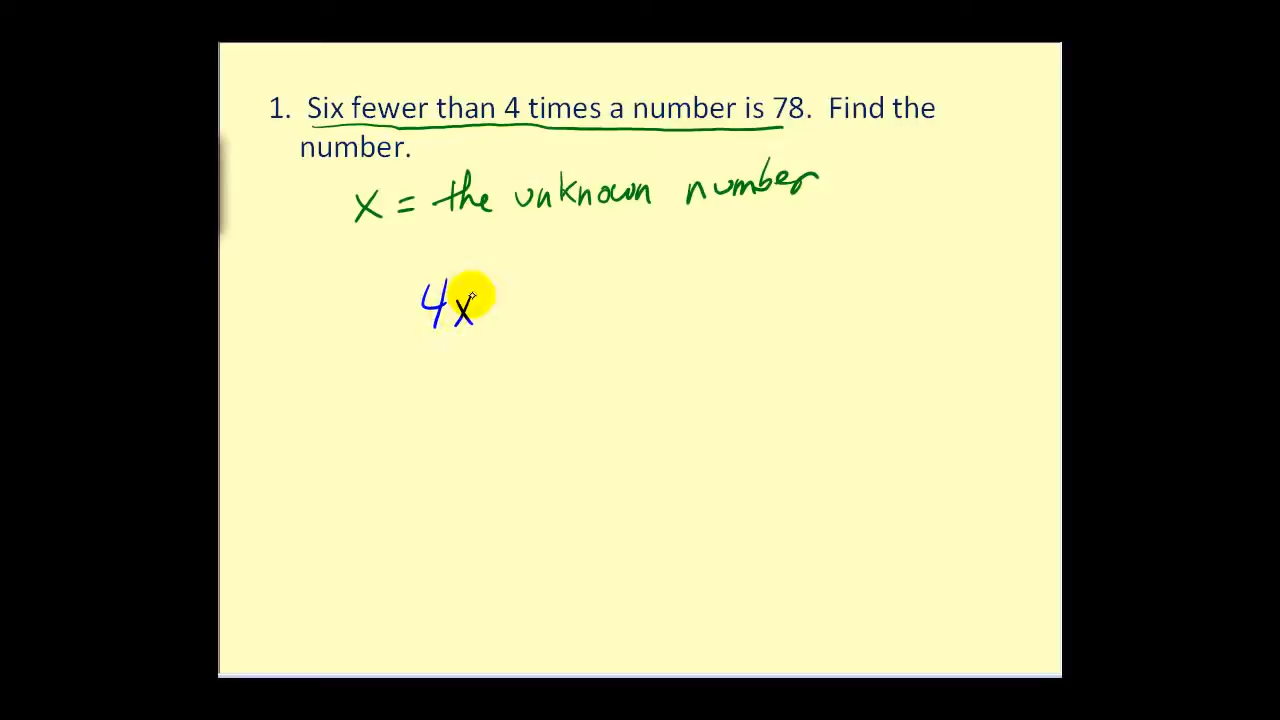 1. Six fewer than 4 times a number is 78. Find the
number.
x = the unknown number
4x